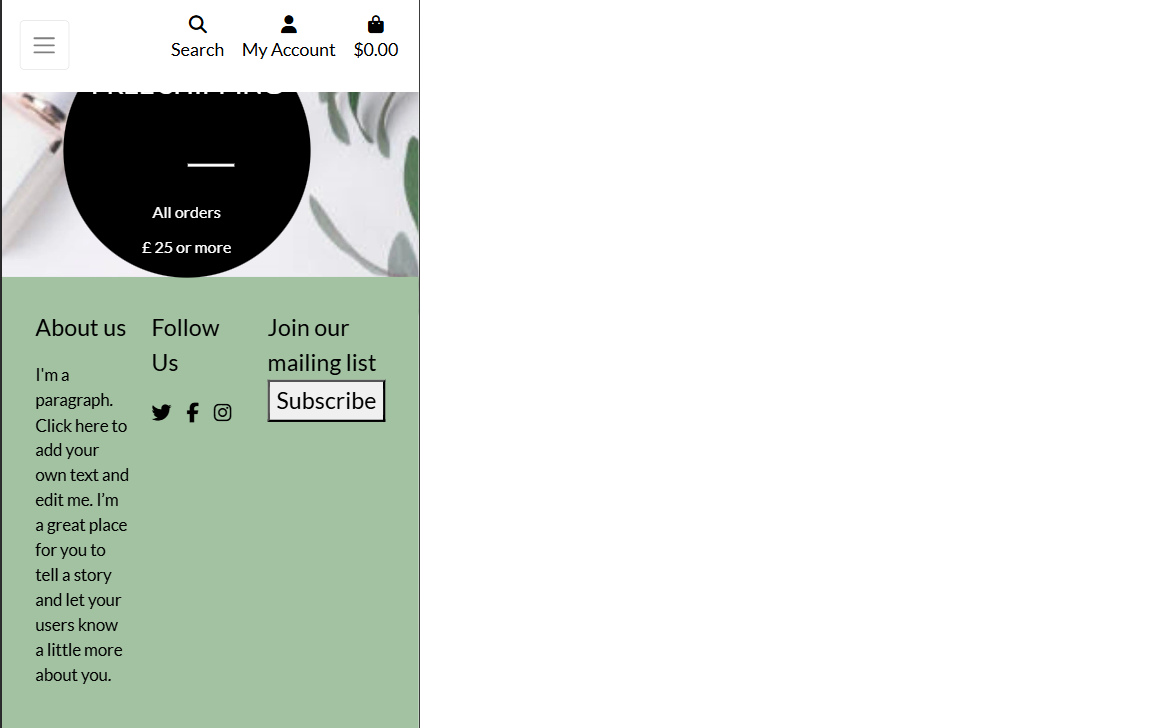 Search My Account $0.00
All orders
£ 25 or more
About us
I'm a
paragraph.
Click here to
add your
own text and
edit me. I’m
a great place
for you to
tell a story
and let your
users know
a little more
about you.
Follow
Us
Join our
mailing list
Subscribe